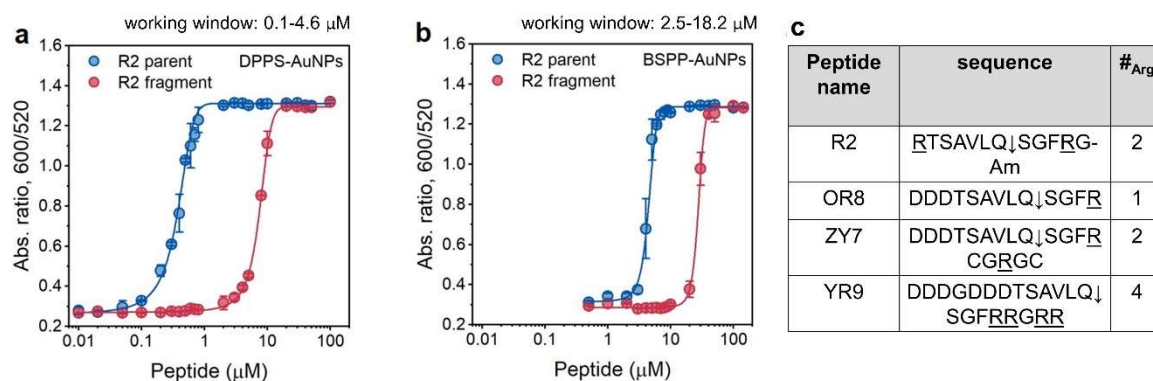 working window: 0.1-4.6 μM
a
R2 parent
DPPS-AuNPs
R2 fragment
Abs. ratio, 600/520
1.6
1.4
1.2
1.0
0.8
0.6
0.4
0.2
0.01
0.1
1
10
100
Peptide (μM)
working window: 2.5-18.2 μM
b
R2 parent
BSPP-AuNPs
R2 fragment
Abs. ratio, 600/520
1.6
1.4
1.2
1.0
0.8
0.6
0.4
0.2
0.01
0.1
1
10
100
Peptide (μM)
c
Peptide name
sequence
#Arg
R2
RTSAVLQ↓SGFRG-
Am
2
OR8
DDDTSAVLQ↓SGFR
1
ZY7
DDDTSAVLQ↓SGFR
CGRGC
2
YR9
DDDGDDDTSAVLQ↓
SGFRRGRR
4